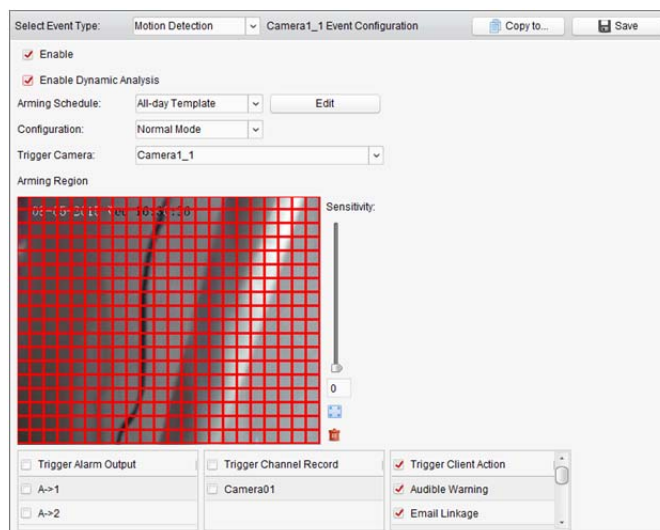 Select Event Type: Motion Detection Camera1_1 Event Configuration Copy to... Save
Enable
Enable Dynamic Analysis
Arming Schedule: All-day Template Edit
Configuration: Normal Mode
Trigger Camera: Camera1_1
Arming Region
Sensitivity:
0
Trigger Alarm Output Trigger Channel Record Trigger Client Action
A->1 Camera01 Audible Warning
A->2 Email Linkage